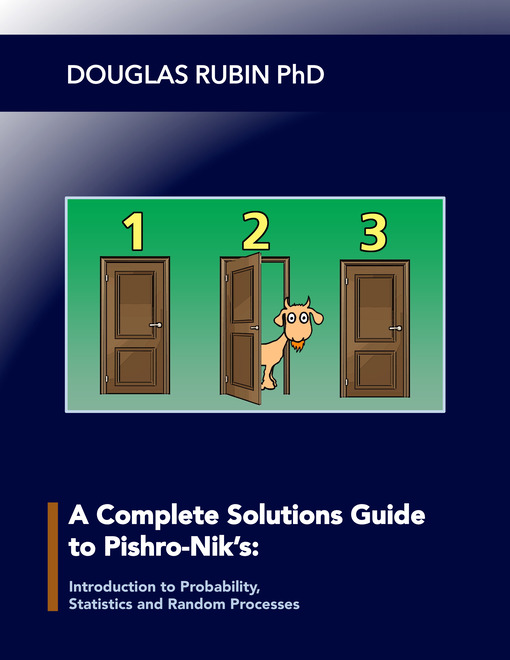 DOUGLAS RUBIN PhD
1 2 3
A Complete Solutions Guide
to Pishro-Nik's:
Introduction to Probability,
Statistics and Random Processes